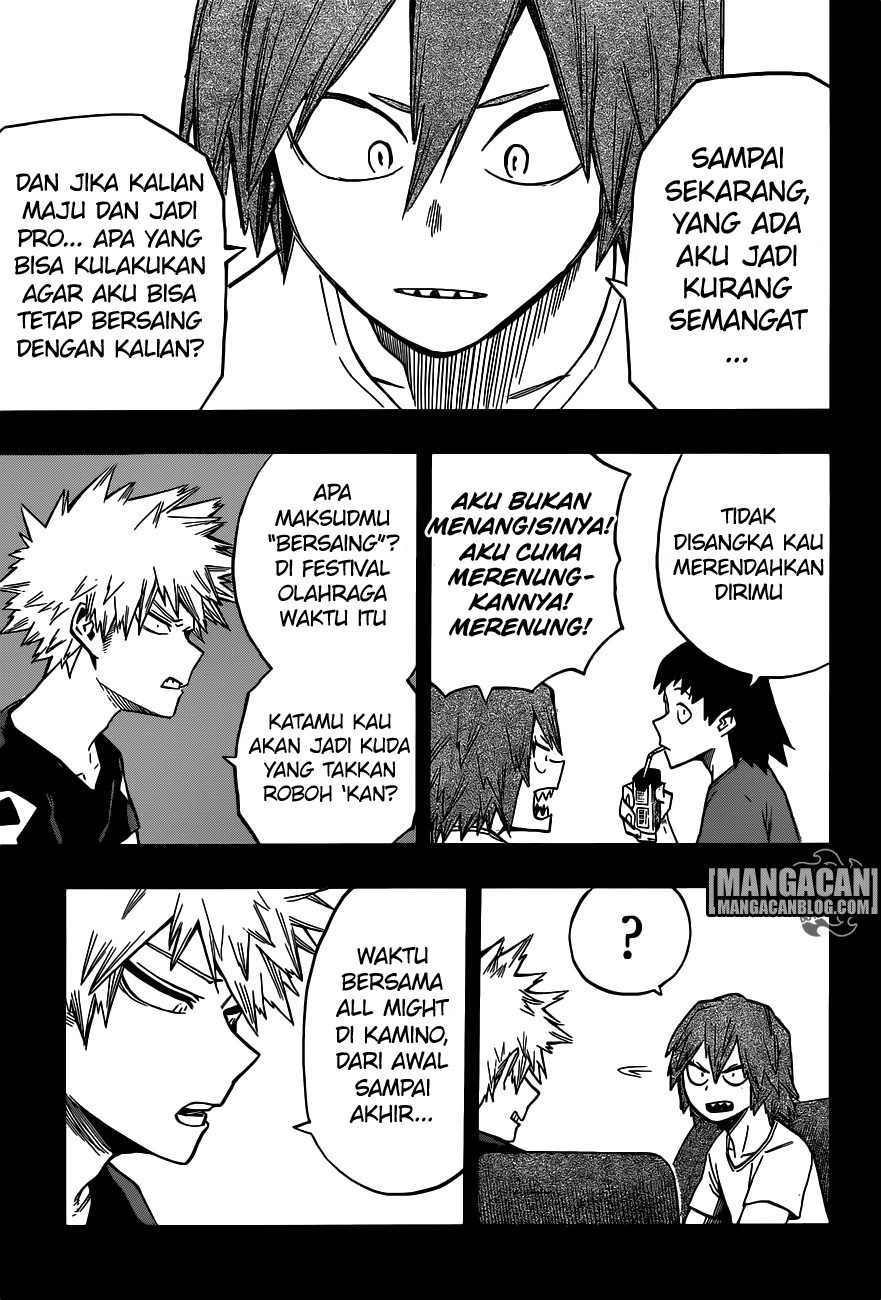 SAMPAI
SEKARANG,
YANG ADA
AKU JADI
KURANG
SEMANGAT
...
DAN JIKA KALIAN
MAJU DAN JADI
PRO... APA YANG
BISA KULAKUKAN
AGAR AKU BISA
TETAP BERSAING
DENGAN KALIAN?
TIDAK
DISANGKA KAU
MERENDAHKAN
DIRIMU
AKU BUKAN
MENANGISINYA!
AKU CUMA
MERENUNG-
KANNYA!
MERENUNG!
APA
MAKSUDMU
"BERSAING"?
DI FESTIVAL
OLAHRAGA
WAKTU ITU
KATAMU KAU
AKAN JADI KUDA
YANG TAKKAN
ROBOH 'KAN?
[MANGACAN]
[MANGACANBLOG.COM]
?
WAKTU
BERSAMA
ALL MIGHT
DI KAMINO,
DARI AWAL
SAMPAI
AKHIR...